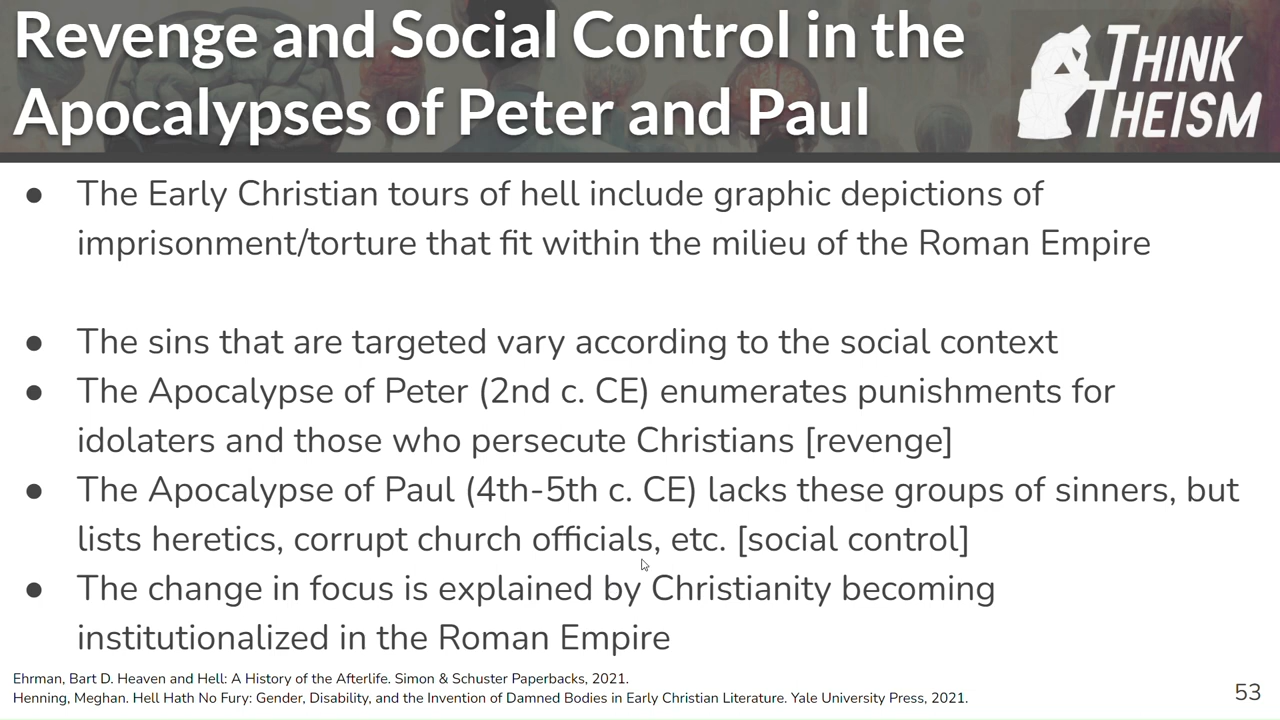 Revenge and Social Control in the
Apocalypses of Peter and Paul
THINK
THEISM
● The Early Christian tours of hell include graphic depictions of
imprisonment/torture that fit within the milieu of the Roman Empire
● The sins that are targeted vary according to the social context
● The Apocalypse of Peter (2nd c. CE) enumerates punishments for
idolaters and those who persecute Christians [revenge]
● The Apocalypse of Paul (4th-5th c. CE) lacks these groups of sinners, but
lists heretics, corrupt church officials, etc. [social control]
● The change in focus is explained by Christianity becoming
institutionalized in the Roman Empire
Ehrman, Bart D. Heaven and Hell: A History of the Afterlife. Simon & Schuster Paperbacks, 2021.
Henning, Meghan. Hell Hath No Fury: Gender, Disability, and the Invention of Damned Bodies in Early Christian Literature. Yale University Press, 2021.
53